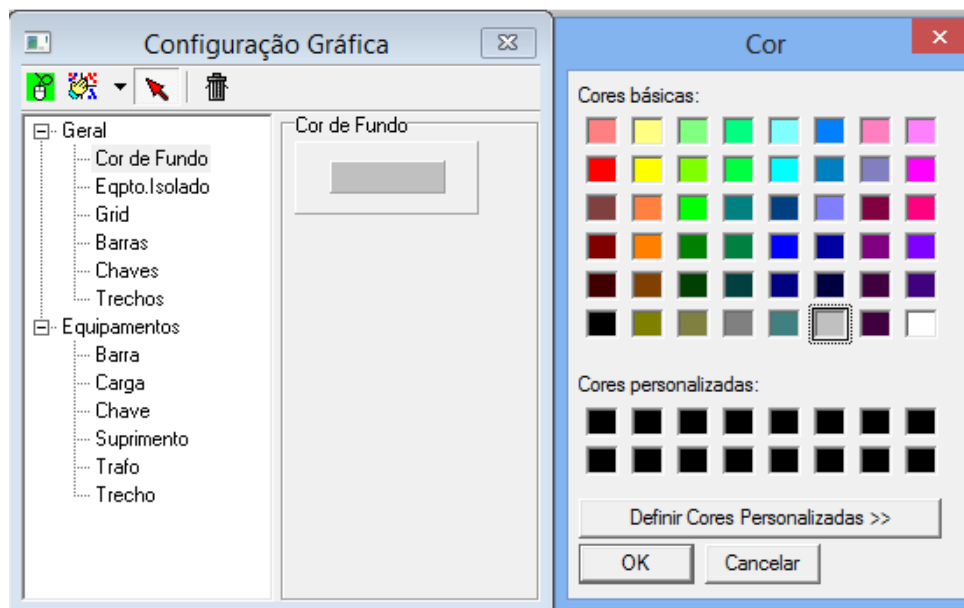 Configuração Gráfica
Geral
Cor de Fundo
Eqpto.Isolado
Grid
Barras
Chaves
Trechos
Equipamentos
Barra
Carga
Chave
Suprimento
Trafo
Trecho
Cor de Fundo
Cor
Cores básicas:
Cores personalizadas:
Definir Cores Personalizadas >>
OK
Cancelar